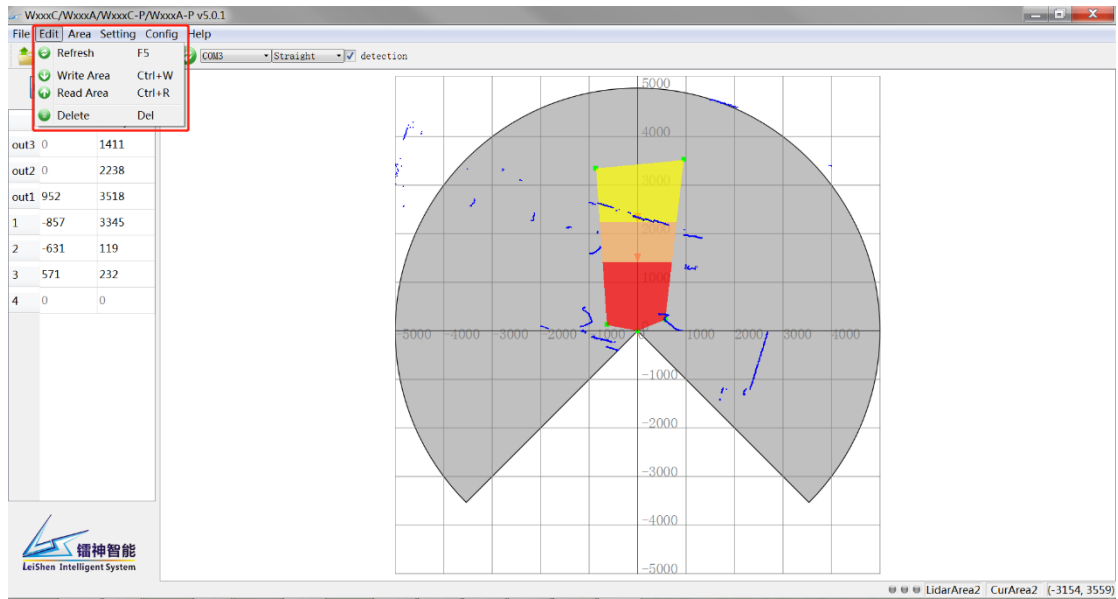 WxxxC/WxxxA/WxxxC-P/WxxxA-P v5.0.1
File Edit Area Setting Config Help
Refresh F5
Write Area Ctrl+W
Read Area Ctrl+R
Delete Del
COM3 Straight detection
out3 0 1411
out2 0 2238
out1 952 3518
1 -857 3345
2 -631 119
3 571 232
4 0 0
5000
4000
3000
2000
1000
-5000 -4000 -3000 -2000 -1000 0 1000 2000 3000 4000
-1000
-2000
-3000
-4000
-5000
镭神智能
LeiShen Intelligent System
LidarArea2 CurArea2 (-3154, 3559)